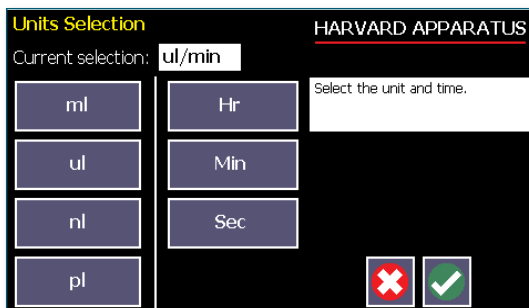 Units Selection
HARVARD APPARATUS
Current selection: ul/min
Select the unit and time.
ml
Hr
ul
Min
nl
Sec
pl